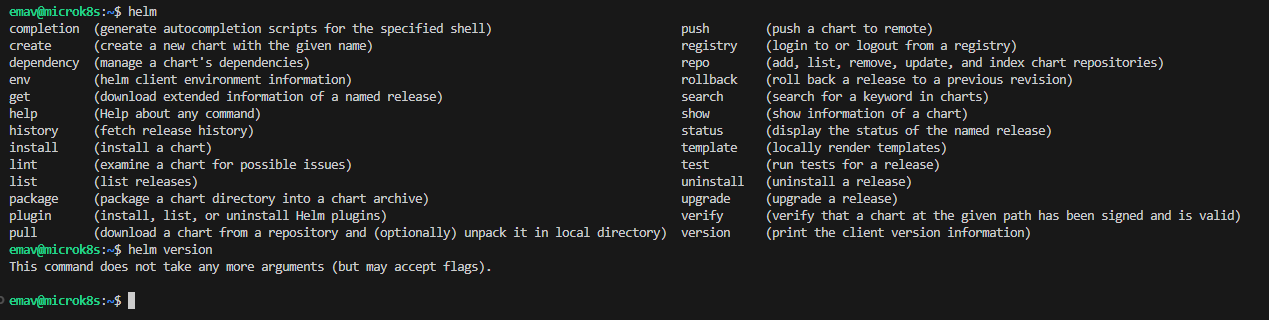 emav@microk8s:~$ helm
completion  (generate autocompletion scripts for the specified shell)                      push       (push a chart to remote)
create      (create a new chart with the given name)                                       registry   (login to or logout from a registry)
dependency  (manage a chart's dependencies)                                                repo       (add, list, remove, update, and index chart repositories)
env         (helm client environment information)                                          rollback   (roll back a release to a previous revision)
get         (download extended information of a named release)                             search     (search for a keyword in charts)
help        (Help about any command)                                                       show       (show information of a chart)
history     (fetch release history)                                                        status     (display the status of the named release)
install     (install a chart)                                                              template   (locally render templates)
lint        (examine a chart for possible issues)                                          test       (run tests for a release)
list        (list releases)                                                                uninstall  (uninstall a release)
package     (package a chart directory into a chart archive)                               upgrade    (upgrade a release)
plugin      (install, list, or uninstall Helm plugins)                                     verify     (verify that a chart at the given path has been signed and is valid)
pull        (download a chart from a repository and (optionally) unpack it in local directory)  version    (print the client version information)
emav@microk8s:~$ helm version
This command does not take any more arguments (but may accept flags).
emav@microk8s:~$